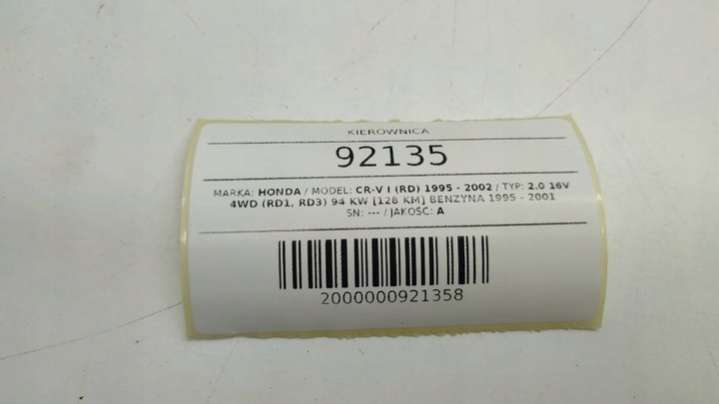 KIEROWNICA
92135
MARKA: HONDA / MODEL: CR-V I (RD) 1995 - 2002 / TYP: 2.0 16V
4WD (RD1, RD3) 94 KW [128 KM] BENZYNA 1995 - 2001
SN: --- / JAKOŚĆ: A
2000000921358